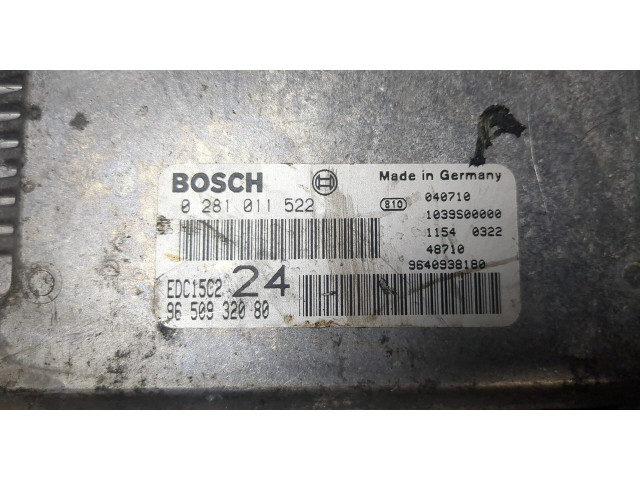 BOSCH
0 281 011 522
EDC15C2 24
96 509 320 80
Made in Germany
810 040710
1039S00000
1154 0322
48710
9640938180